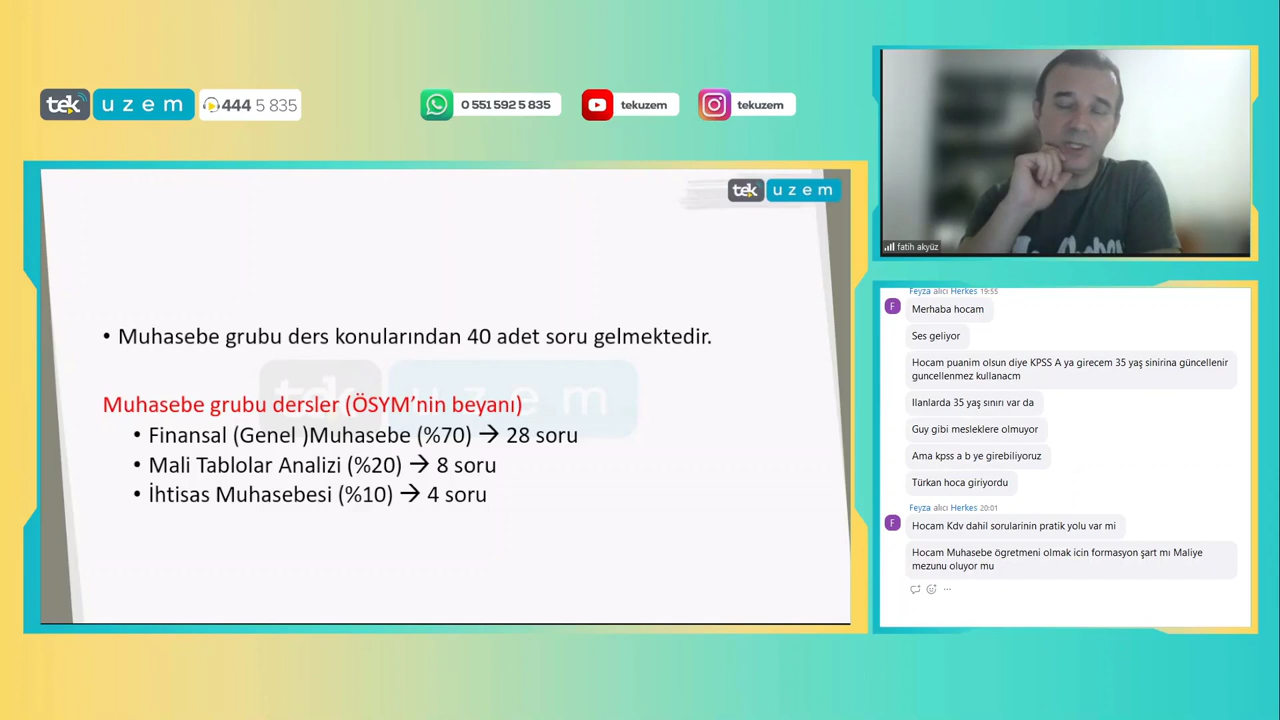 tek
uzem
444 5 835
0 551 592 5 835
tekuzem
tekuzem
tek uzem
• Muhasebe grubu ders konularından 40 adet soru gelmektedir.
tek uzem
Muhasebe grubu dersler (ÖSYM’nin beyanı)
• Finansal (Genel )Muhasebe (%70) → 28 soru
• Mali Tablolar Analizi (%20) → 8 soru
• İhtisas Muhasebesi (%10) → 4 soru
fatih akyüz
Feyza alıcı Herkes 19:55
F
Merhaba hocam
Ses geliyor
Hocam puanim olsun diye KPSS A ya girecem 35 yaş sinirina güncellenir
guncellenmez kullanacm
Ilanlarda 35 yaş sınırı var da
Guy gibi mesleklere olmuyor
Ama kpss a b ye girebiliyoruz
Türkan hoca giriyordu
Feyza alıcı Herkes 20:01
F
Hocam Kdv dahil sorularinin pratik yolu var mi
Hocam Muhasebe ögretmeni olmak icin formasyon şart mı Maliye
mezunu oluyor mu